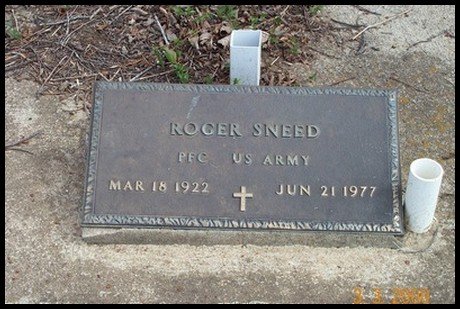 ROGER SNEED
PFC US ARMY
MAR 18 1922 JUN 21 1977